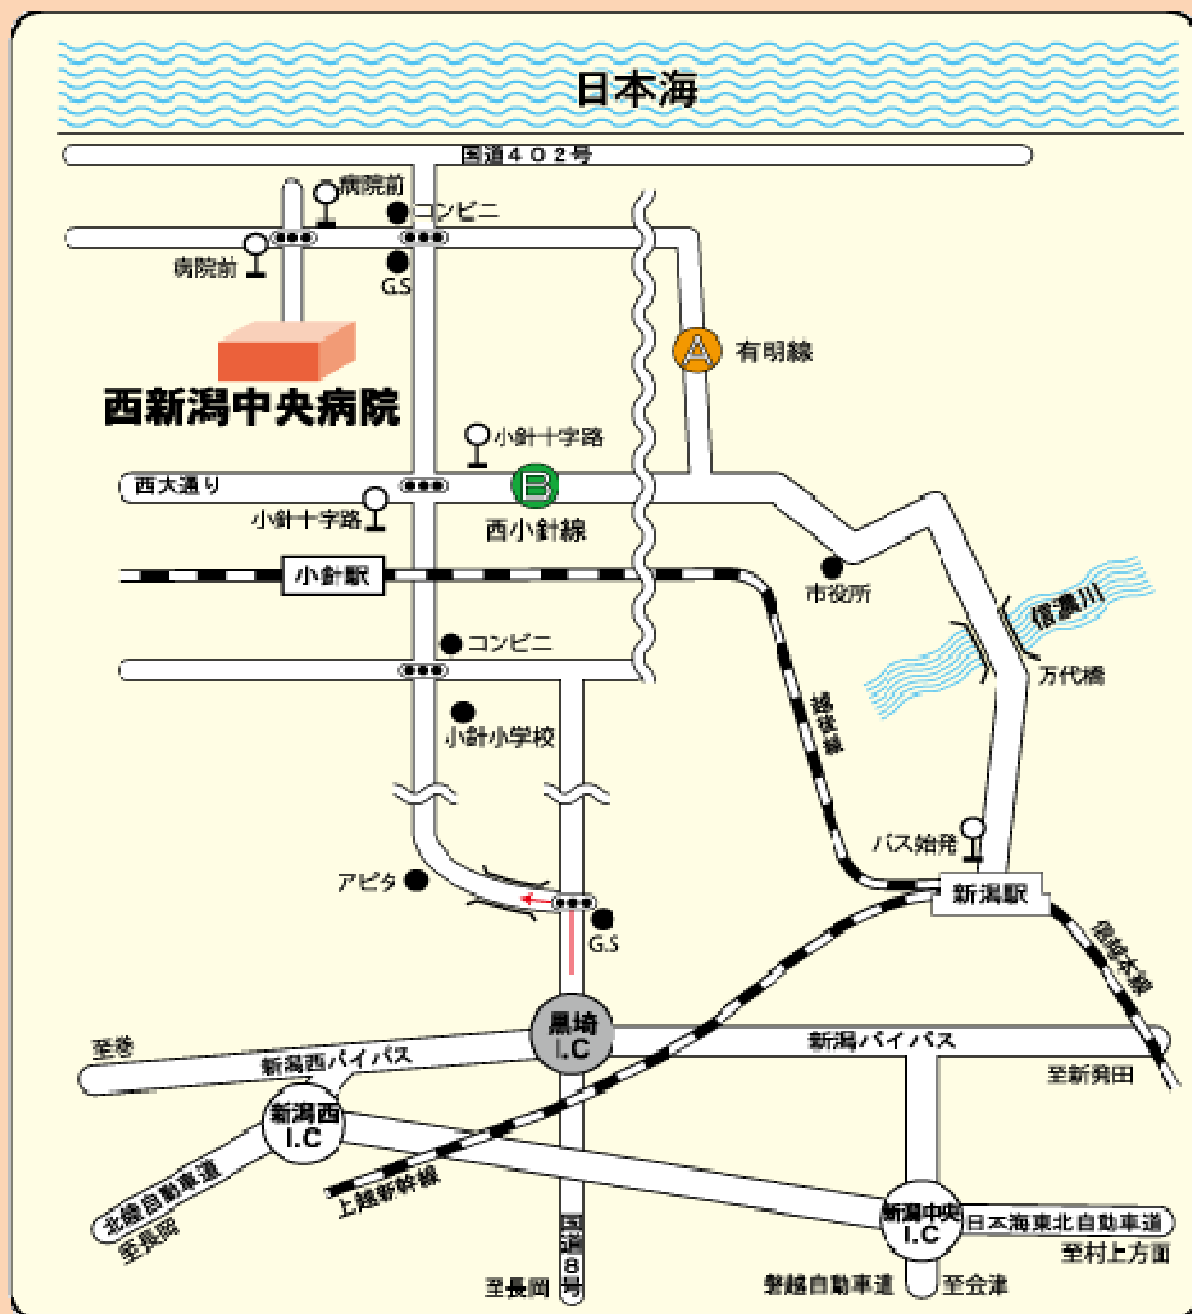 日本海
国道402号
病院前
コンビニ
病院前
G.S
A
有明線
西新潟中央病院
小針十字路
西大通り
B
小針十字路
西小針線
小針駅
市役所
信濃川
コンビニ
万代橋
越後線
小針小学校
バス始発
アピタ
新潟駅
G.S
信越本線
黒埼
I.C
至巻
新潟西バイパス
新潟バイパス
至新発田
新潟西
I.C
上越新幹線
北陸自動車道
至長岡
新潟中央
I.C
日本海東北自動車道
至村上方面
国道8号
至長岡
磐越自動車道
至会津